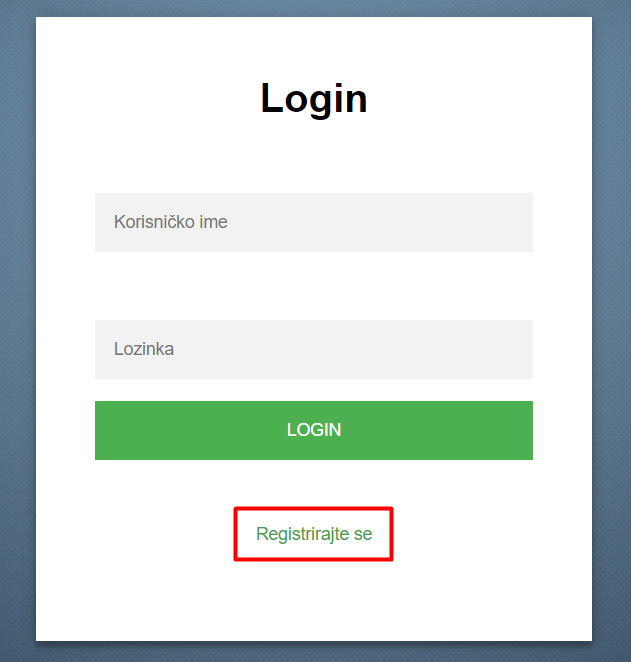 Login
Korisničko ime
Lozinka
LOGIN
Registrirajte se